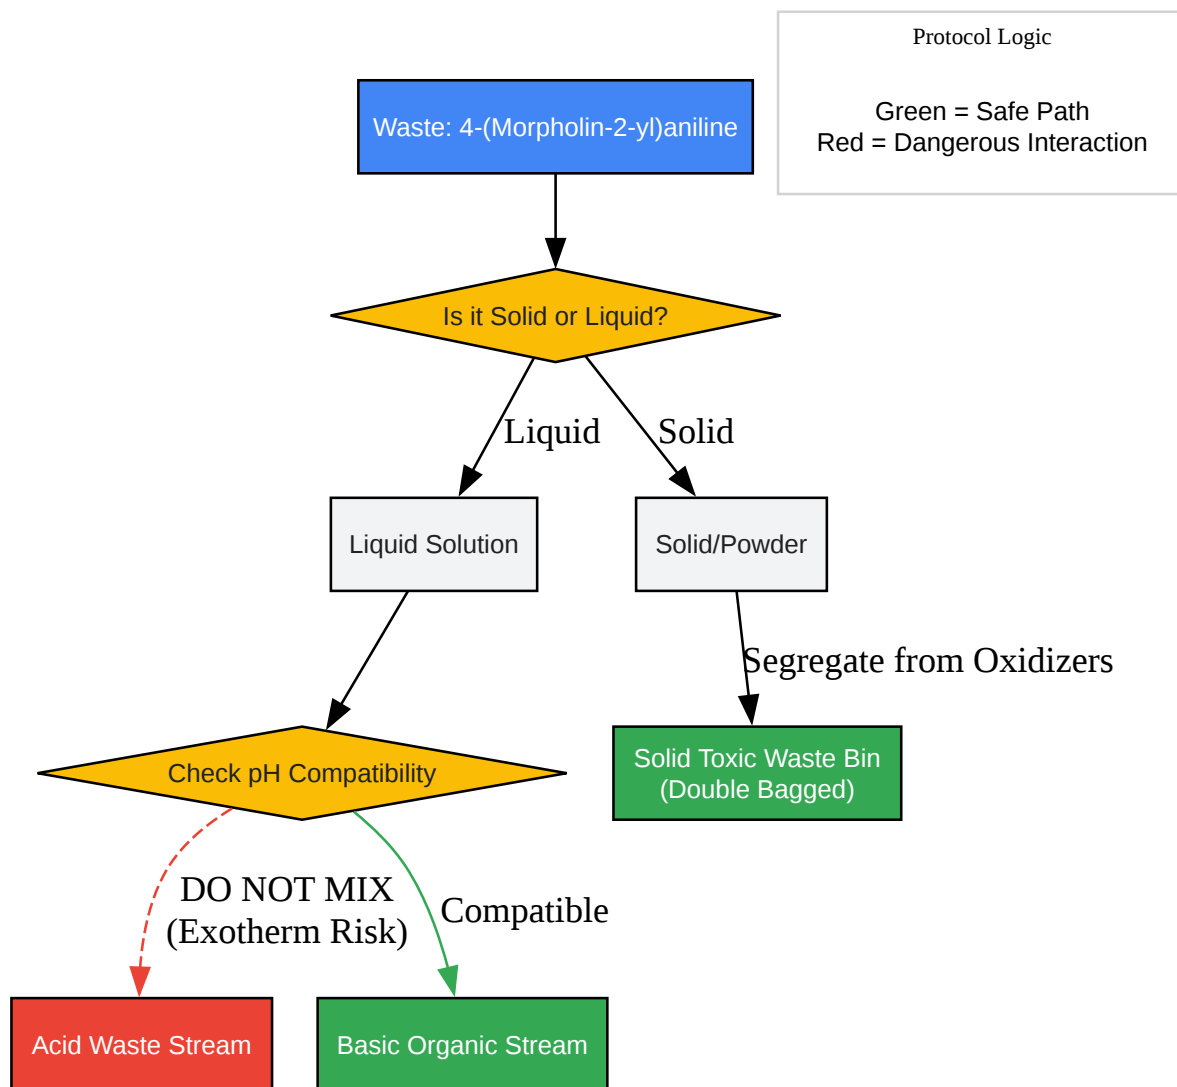 Protocol Logic
Green = Safe Path
Red = Dangerous Interaction
Waste: 4-(Morpholin-2-yl)aniline
Is it Solid or Liquid?
Liquid
Solid
Liquid Solution
Solid/Powder
Segregate from Oxidizers
Check pH Compatibility
Solid Toxic Waste Bin
(Double Bagged)
DO NOT MIX
(Exotherm Risk)
Compatible
Acid Waste Stream
Basic Organic Stream